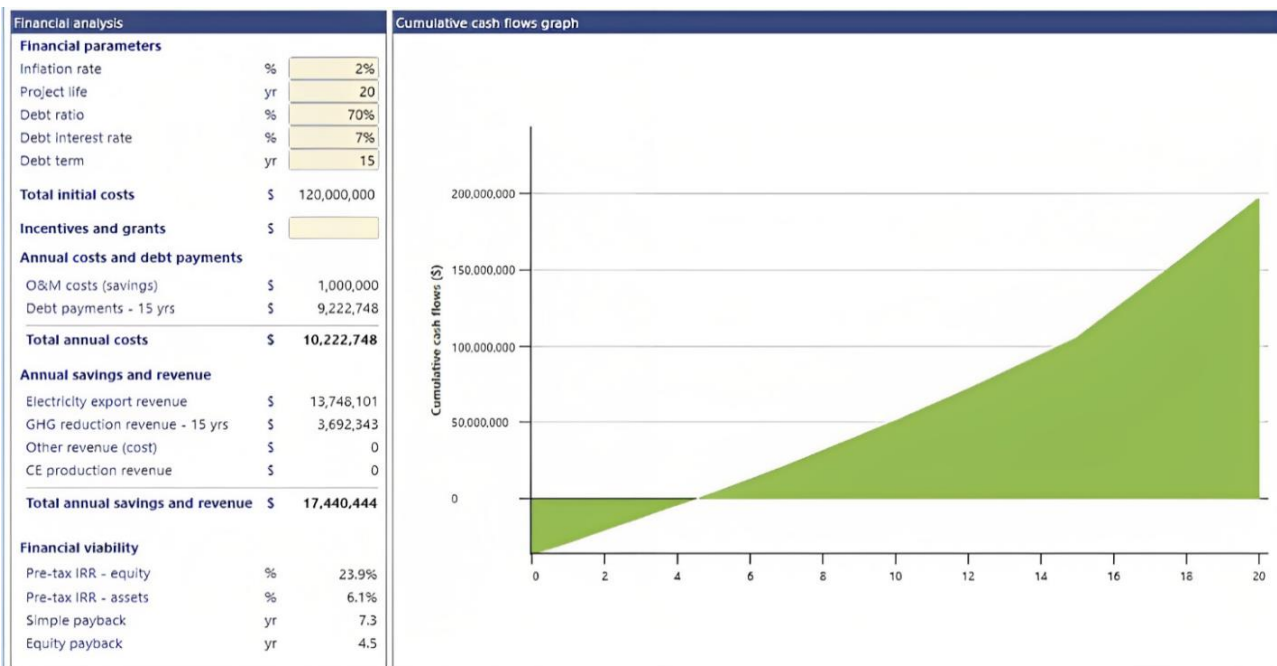 Financial analysis
Financial parameters
Inflation rate % 2%
Project life yr 20
Debt ratio % 70%
Debt interest rate % 7%
Debt term yr 15
Total initial costs $ 120,000,000
Incentives and grants $
Annual costs and debt payments
O&M costs (savings) $ 1,000,000
Debt payments - 15 yrs $ 9,222,748
Total annual costs $ 10,222,748
Annual savings and revenue
Electricity export revenue $ 13,748,101
GHG reduction revenue - 15 yrs $ 3,692,343
Other revenue (cost) $ 0
CE production revenue $ 0
Total annual savings and revenue $ 17,440,444
Financial viability
Pre-tax IRR - equity % 23.9%
Pre-tax IRR - assets % 6.1%
Simple payback yr 7.3
Equity payback yr 4.5
Cumulative cash flows graph
Cumulative cash flows ($)
200,000,000
150,000,000
100,000,000
50,000,000
0
0 2 4 6 8 10 12 14 16 18 20